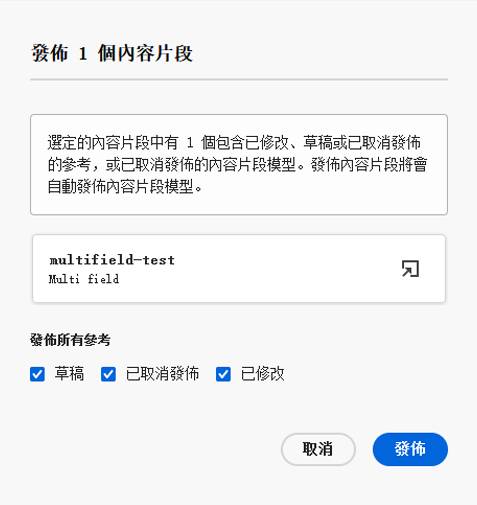 發佈 1 個內容片段
選定的內容片段中有 1 個包含已修改、草稿或已取消發佈
的參考，或已取消發佈的內容片段模型。發佈內容片段將會
自動發佈內容片段模型。
multifield-test
Multi field
發佈所有參考
草稿 已取消發佈 已修改
取消 發佈